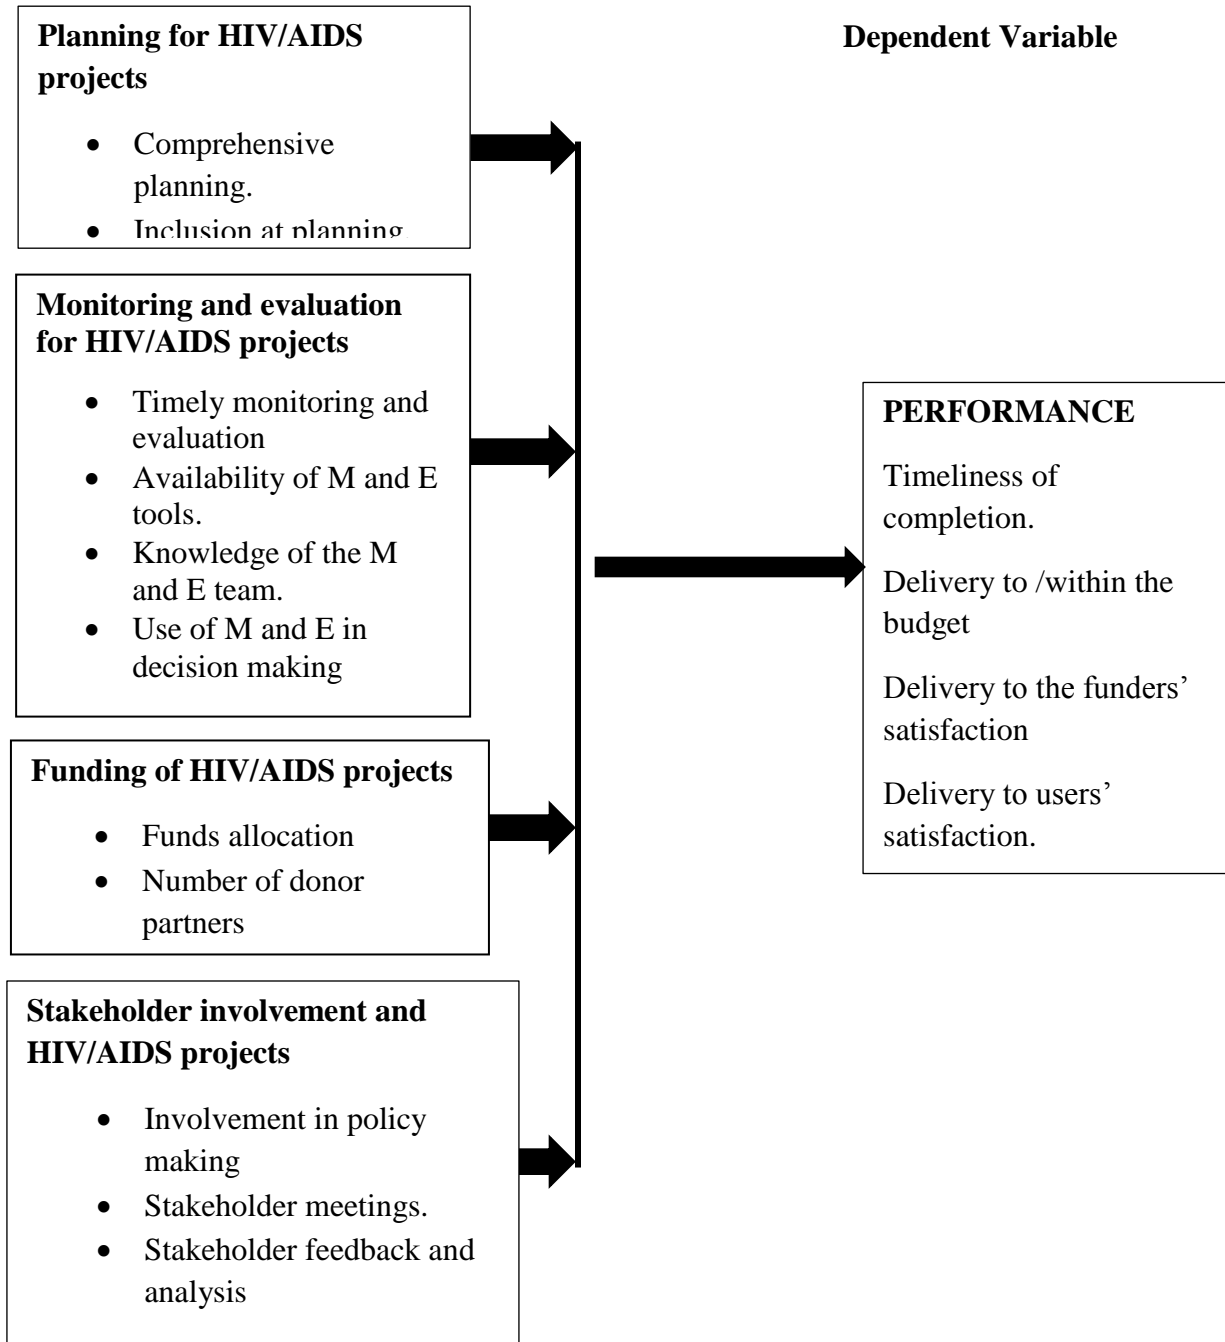 Planning for HIV/AIDS
projects
• Comprehensive
planning.
• Inclusion at planning.
Dependent Variable
Monitoring and evaluation
for HIV/AIDS projects
• Timely monitoring and
evaluation
• Availability of M and E
tools.
• Knowledge of the M
and E team.
• Use of M and E in
decision making
Funding of HIV/AIDS projects
• Funds allocation
• Number of donor
partners
Stakeholder involvement and
HIV/AIDS projects
• Involvement in policy
making
• Stakeholder meetings.
• Stakeholder feedback and
analysis
PERFORMANCE
Timeliness of
completion.
Delivery to /within the
budget
Delivery to the funders’
satisfaction
Delivery to users’
satisfaction.